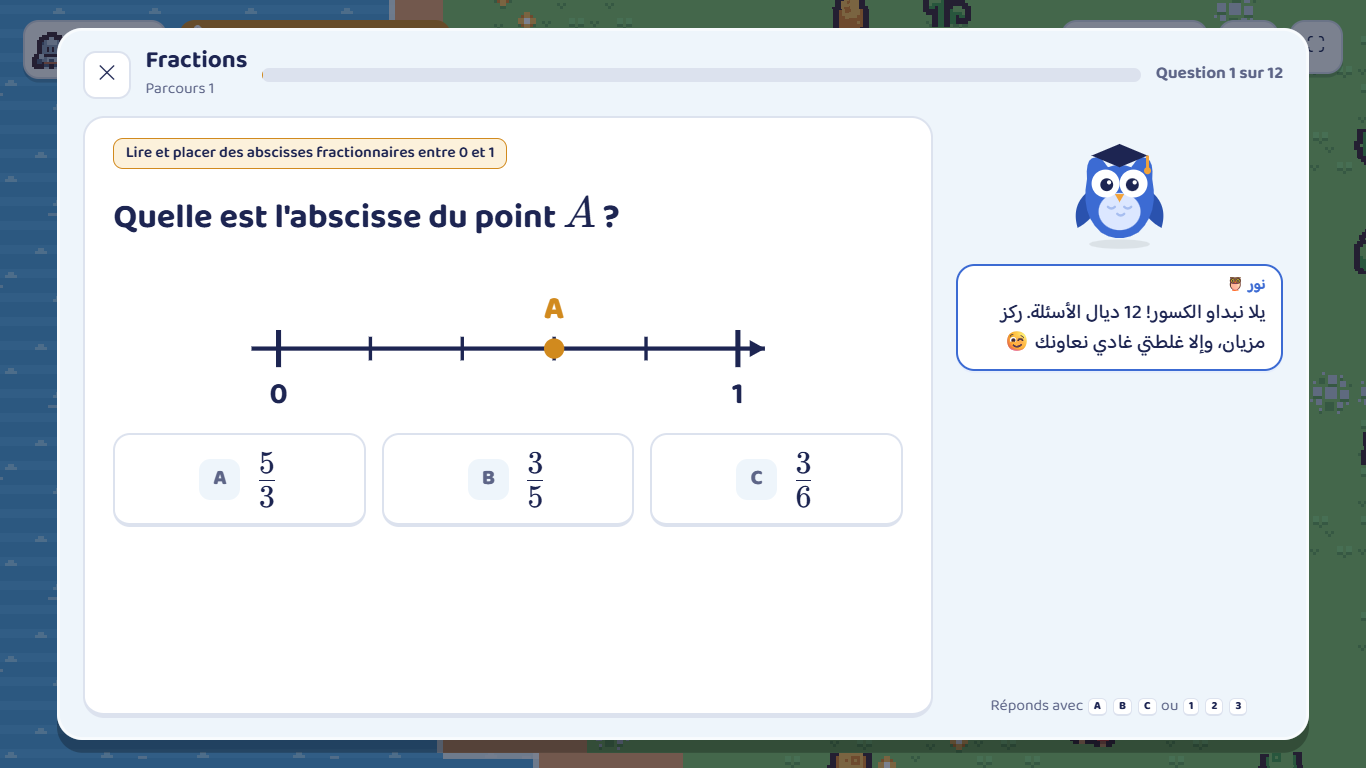 Fractions
Parcours 1
Question 1 sur 12
Lire et placer des abscisses fractionnaires entre 0 et 1
Quelle est l'abscisse du point A ?
A
0 1
A 5/3
B 3/5
C 3/6
نور 🦉
يلا نبداو الكسور! 12 ديال الأسئلة. ركز
مزيان، وإلا غلطتي غادي نعاونك 😉
Réponds avec A B C ou 1 2 3